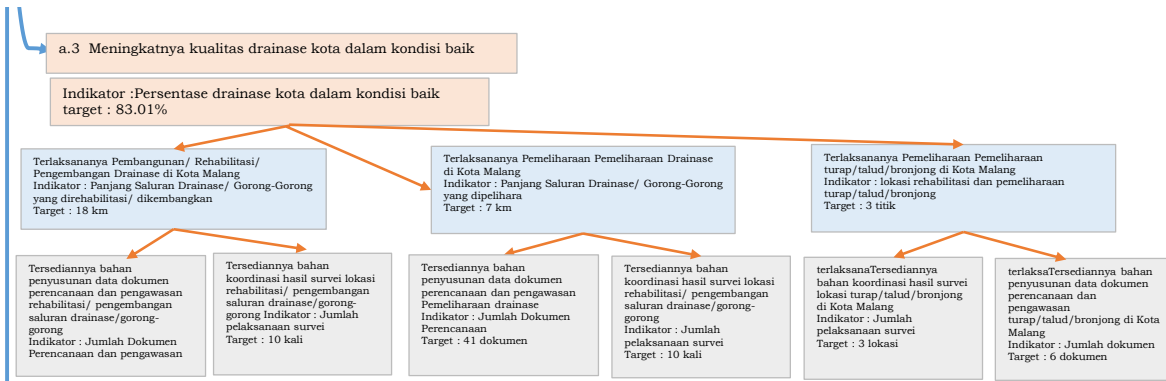 a.3 Meningkatnya kualitas drainase kota dalam kondisi baik
Indikator :Persentase drainase kota dalam kondisi baik
target : 83.01%
Terlaksananya Pembangunan/ Rehabilitasi/
Pengembangan Drainase di Kota Malang
Indikator : Panjang Saluran Drainase/ Gorong-Gorong
yang direhabilitasi/ dikembangkan
Target : 18 km
Terlaksananya Pemeliharaan Pemeliharaan Drainase
di Kota Malang
Indikator : Panjang Saluran Drainase/ Gorong-Gorong
yang dipelihara
Target : 7 km
Terlaksananya Pemeliharaan Pemeliharaan
turap/talud/bronjong di Kota Malang
Indikator : lokasi rehabilitasi dan pemeliharaan
turap/talud/bronjong
Target : 3 titik
Tersediannya bahan
penyusunan data dokumen
perencanaan dan pengawasan
rehabilitasi/ pengembangan
saluran drainase/gorong-
gorong
Indikator : Jumlah Dokumen
Perencanaan dan pengawasan
Tersediannya bahan
koordinasi hasil survei lokasi
rehabilitasi/ pengembangan
saluran drainase/gorong-
gorong Indikator : Jumlah
pelaksanaan survei
Target : 10 kali
Tersediannya bahan
penyusunan data dokumen
perencanaan dan pengawasan
Pemeliharaan drainase
Indikator : Jumlah Dokumen
Perencanaan
Target : 41 dokumen
Tersediannya bahan
koordinasi hasil survei lokasi
rehabilitasi/ pengembangan
saluran drainase/gorong-
gorong
Indikator : Jumlah
pelaksanaan survei
Target : 10 kali
terlaksanaTersediannya
bahan koordinasi hasil survei
lokasi turap/talud/bronjong
di Kota Malang
Indikator : Jumlah
pelaksanaan survei
Target : 3 lokasi
terlaksaTersediannya bahan
penyusunan data dokumen
perencanaan dan
pengawasan
turap/talud/bronjong di Kota
Malang
Indikator : Jumlah dokumen
Target : 6 dokumen